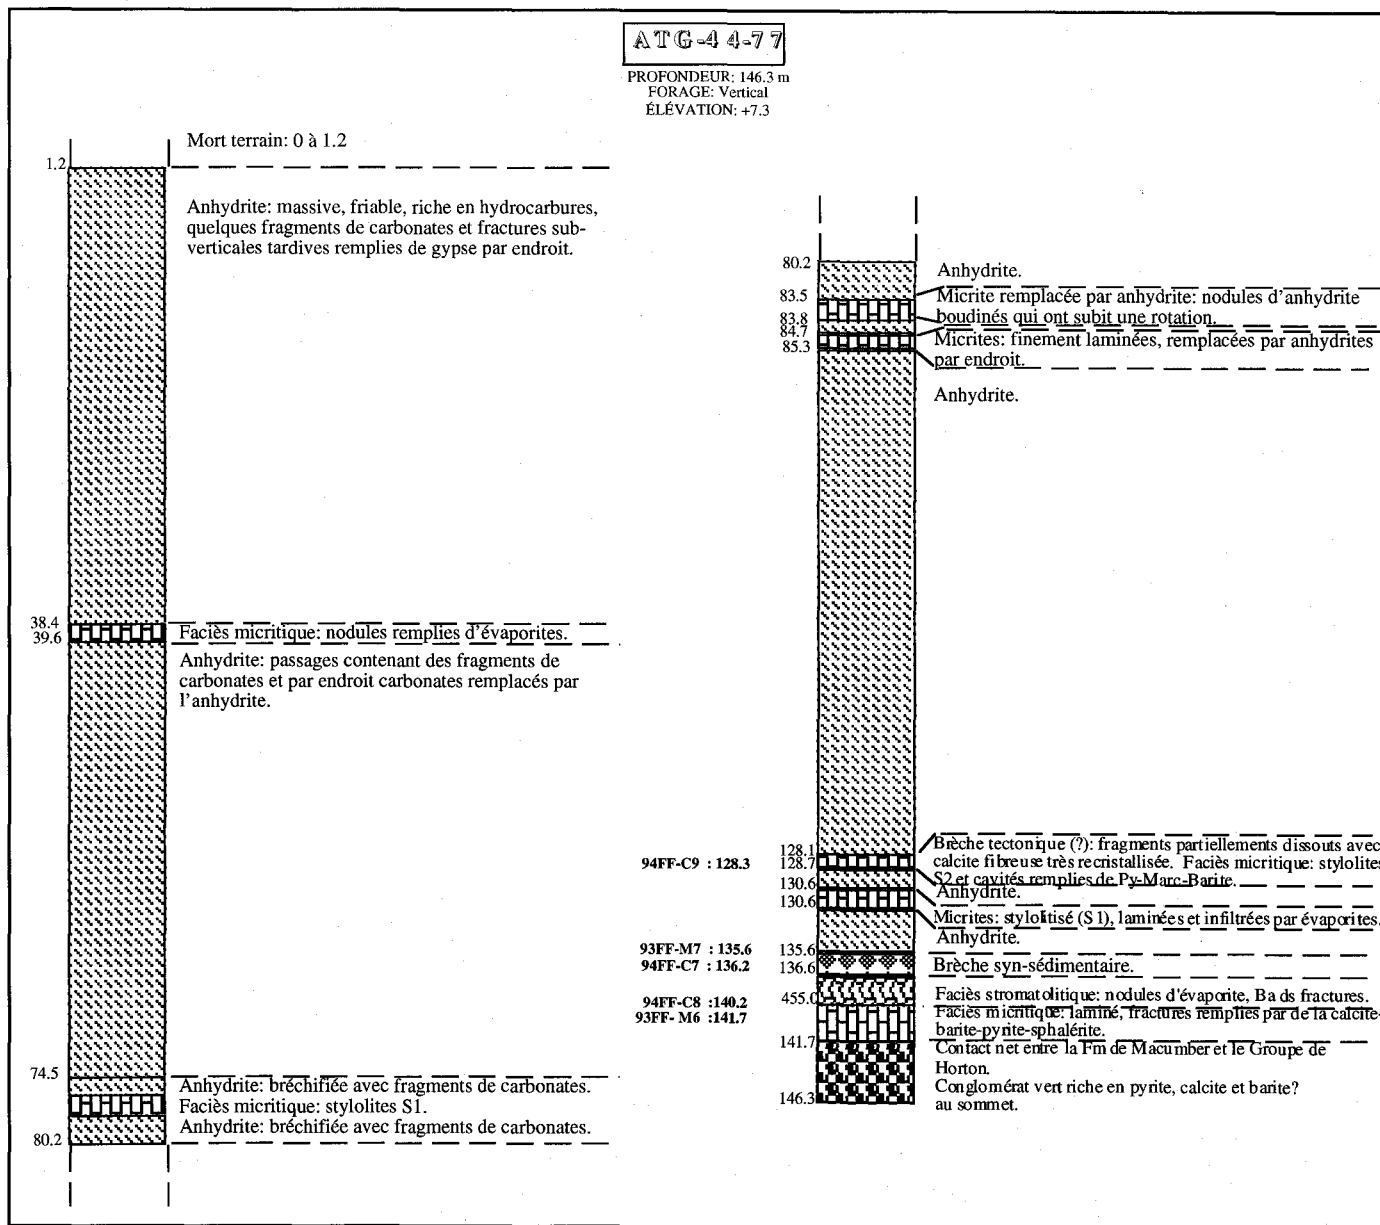 ATG-44-77
PROFONDEUR: 146.3 m
FORAGE: Vertical
ÉLÉVATION: +7.3
Mort terrain: 0 à 1.2
1.2
Anhydrite: massive, friable, riche en hydrocarbures,
quelques fragments de carbonates et fractures sub-
verticales tardives remplies de gypse par endroit.
38.4
39.6
Faciès micritique: nodules remplies d'évaporites.
Anhydrite: passages contenant des fragments de
carbonates et par endroit carbonates remplacés par
l'anhydrite.
74.5
Anhydrite: bréchifiée avec fragments de carbonates.
Faciès micritique: stylolites S1.
Anhydrite: bréchifiée avec fragments de carbonates.
80.2
80.2
Anhydrite.
83.5
Micrite remplacée par anhydrite: nodules d'anhydrite
83.8
boudinés qui ont subit une rotation.
84.7
Micrites: finement laminées, remplacées par anhydrites
85.3
par endroit.
Anhydrite.
128.1
Brèche tectonique (?): fragments partiellement dissouts avec
94FF-C9 : 128.3
128.7
calcite fibreuse très recristallisée. Faciès micritique: stylolites
S2 et cavités remplies de Py-Marc-Barite.
130.6
Anhydrite.
130.6
Micrites: stylolitisé (S1), laminées et infiltrées par évaporites.
Anhydrite.
93FF-M7 : 135.6
135.6
94FF-C7 : 136.2
136.6
Brèche syn-sédimentaire.
94FF-C8 :140.2
455.0
Faciès stromatolitique: nodules d'évaporite, Ba ds fractures.
93FF- M6 :141.7
Faciès micritique: laminé, fractures remplies par de la calcite-
barite-pyrite-sphalérite.
141.7
Contact net entre la Fm de Macumber et le Groupe de
Horton.
Conglomérat vert riche en pyrite, calcite et barite?
146.3
au sommet.